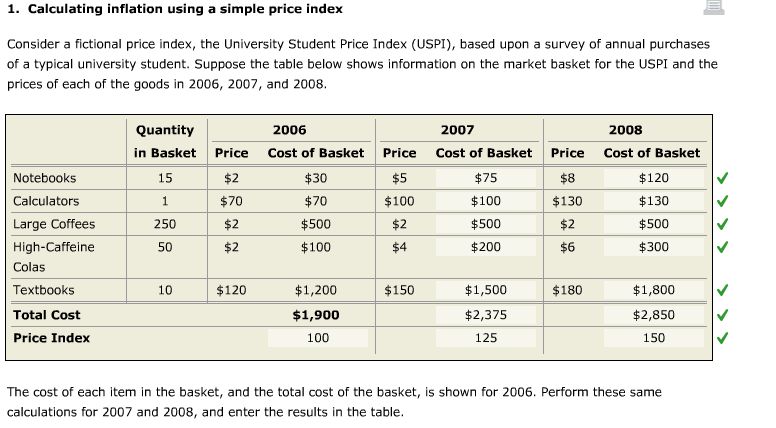 1. Calculating inflation using a simple price index
Consider a fictional price index, the University Student Price Index (USPI), based upon a survey of annual purchases
of a typical university student. Suppose the table below shows information on the market basket for the USPI and the
prices of each of the goods in 2006, 2007, and 2008.
Quantity 2006 2007 2008
in Basket Price Cost of Basket Price Cost of Basket Price Cost of Basket
Notebooks 15 $2 $30 $5 $75 $8 $120
Calculators 1 $70 $70 $100 $100 $130 $130
Large Coffees 250 $2 $500 $2 $500 $2 $500
High-Caffeine 50 $2 $100 $4 $200 $6 $300
Colas
Textbooks 10 $120 $1,200 $150 $1,500 $180 $1,800
Total Cost $1,900 $2,375 $2,850
Price Index 100 125 150
The cost of each item in the basket, and the total cost of the basket, is shown for 2006. Perform these same
calculations for 2007 and 2008, and enter the results in the table.